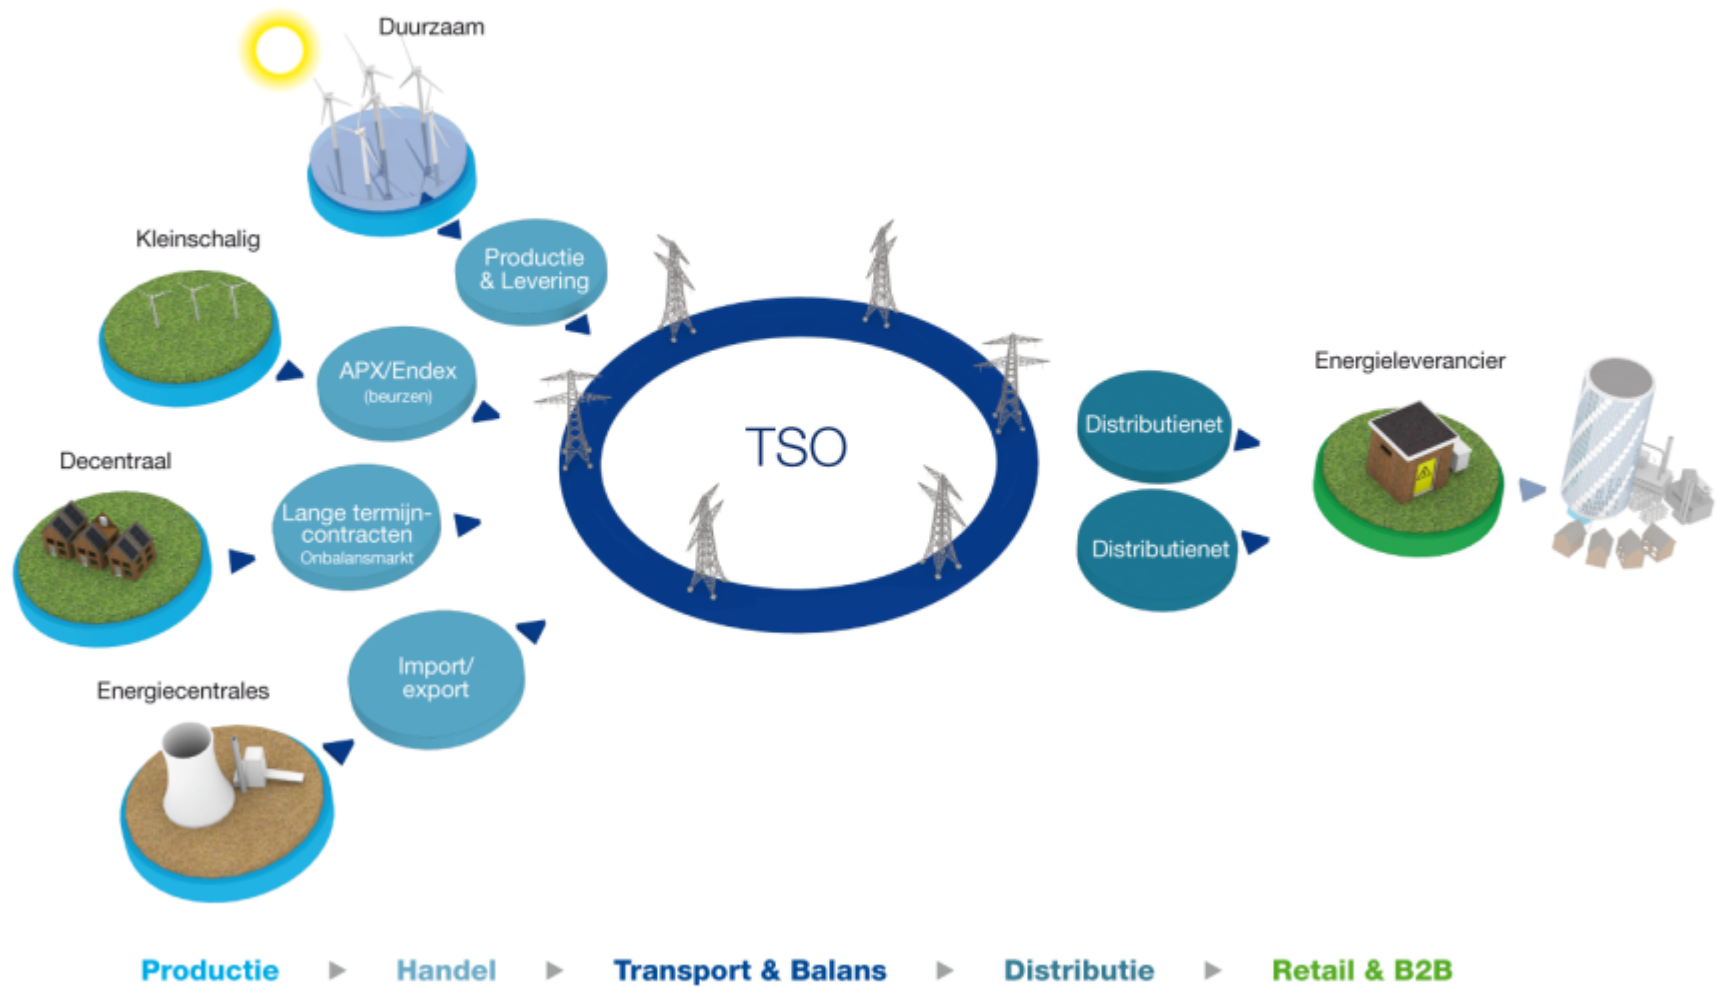 Duurzaam
Kleinschalig
Productie
& Levering
APX/Endex
(beurzen)
Decentraal
Lange termijn-
contracten
Onbalansmarkt
Energiecentrales
Import/
export
TSO
Distributienet
Distributienet
Energieleverancier
Productie
Handel
Transport & Balans
Distributie
Retail & B2B